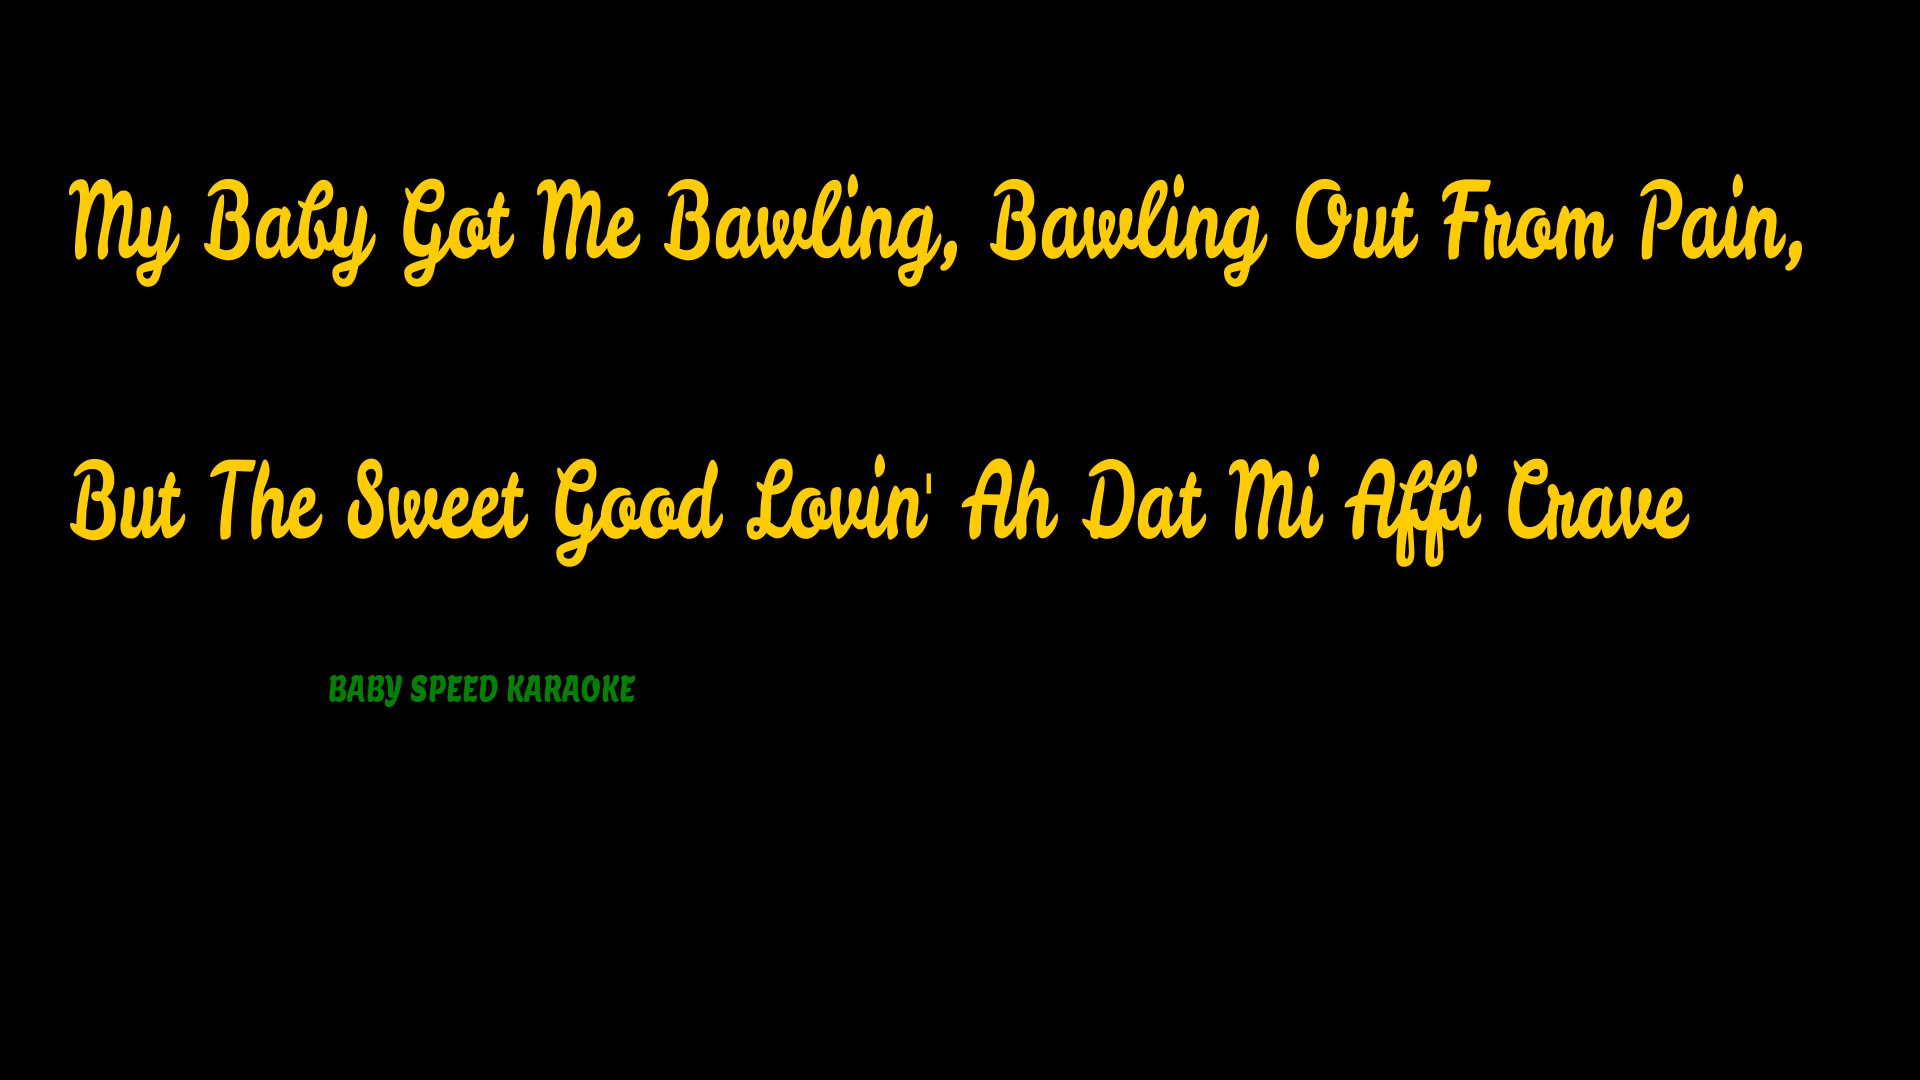 My Baby Got Me Bawling, Bawling Out From Pain,
But The Sweet Good Lovin' Ah Dat Mi Affi Crave
BABY SPEED KARAOKE